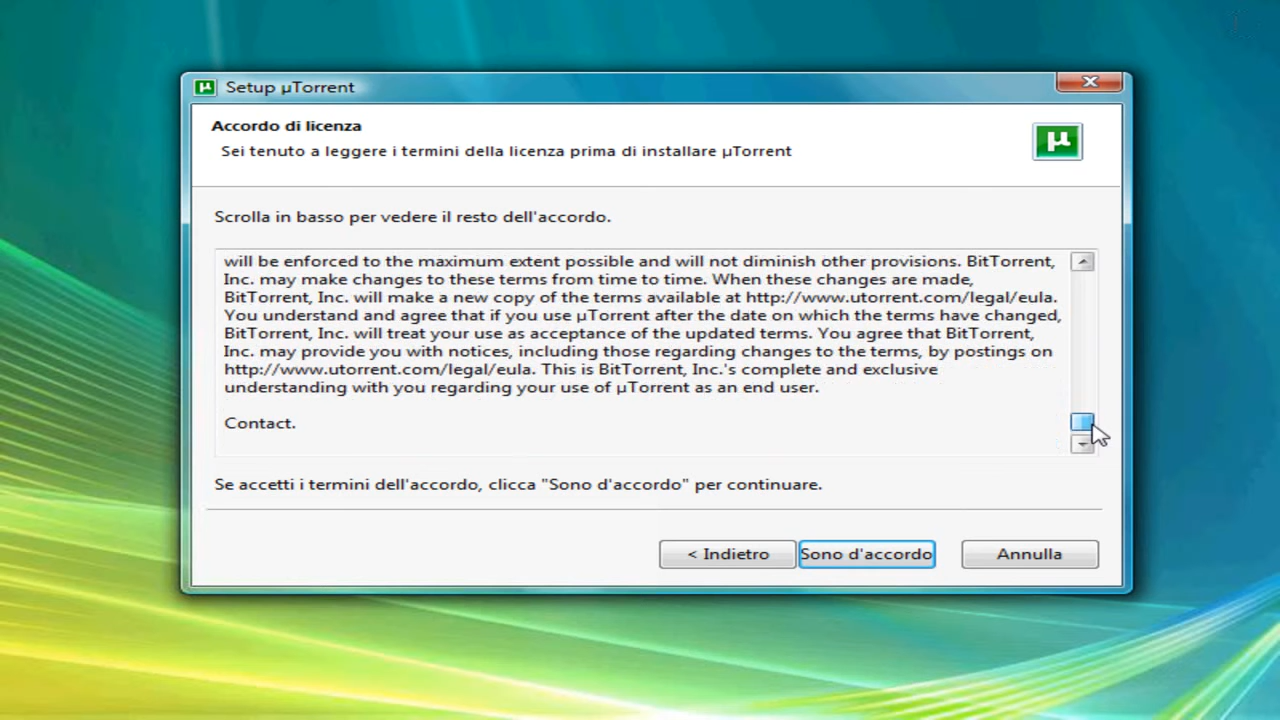 µ Setup µTorrent
Accordo di licenza
Sei tenuto a leggere i termini della licenza prima di installare µTorrent
µ
Scrolla in basso per vedere il resto dell'accordo.
will be enforced to the maximum extent possible and will not diminish other provisions. BitTorrent,
Inc. may make changes to these terms from time to time. When these changes are made,
BitTorrent, Inc. will make a new copy of the terms available at http://www.utorrent.com/legal/eula.
You understand and agree that if you use µTorrent after the date on which the terms have changed,
BitTorrent, Inc. will treat your use as acceptance of the updated terms. You agree that BitTorrent,
Inc. may provide you with notices, including those regarding changes to the terms, by postings on
http://www.utorrent.com/legal/eula. This is BitTorrent, Inc.'s complete and exclusive
understanding with you regarding your use of µTorrent as an end user.
Contact.
Se accetti i termini dell'accordo, clicca "Sono d'accordo" per continuare.
< Indietro Sono d'accordo Annulla